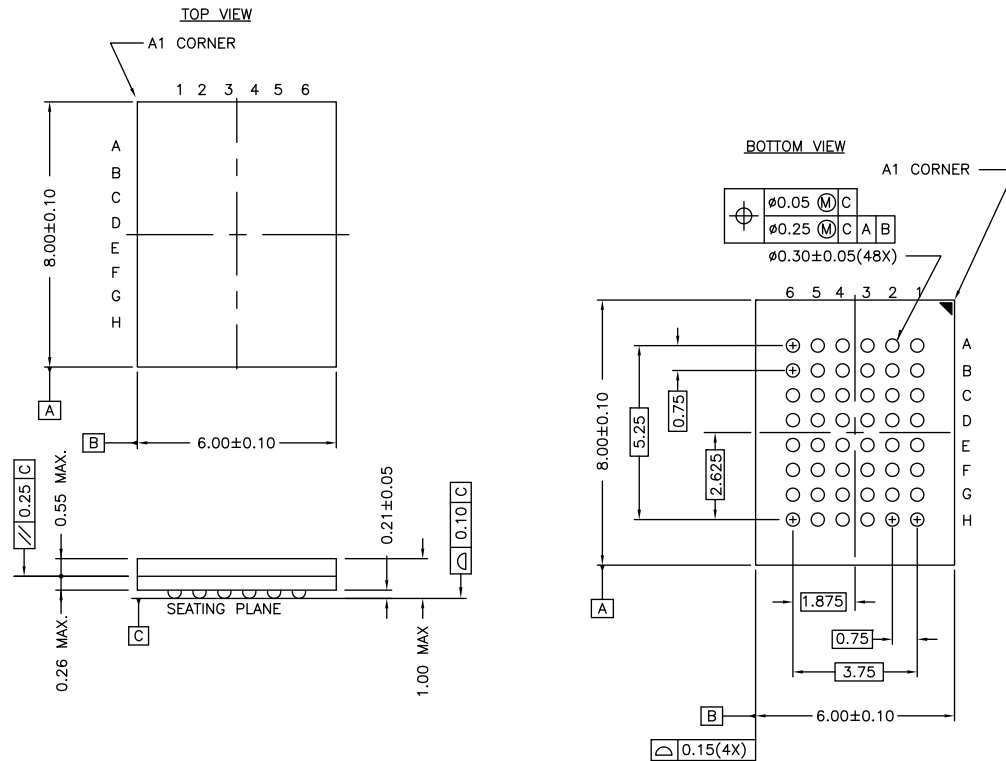 TOP VIEW
A1 CORNER
1 2 3 4 5 6
A
B
C
D
E
F
G
H
8.00±0.10
A
B
6.00±0.10
// 0.25 C
0.55 MAX.
0.21±0.05
⌓ 0.10 C
SEATING PLANE
C
0.26 MAX.
1.00 MAX
BOTTOM VIEW
A1 CORNER
⌖ ø0.05 Ⓜ C
ø0.25 Ⓜ C A B
ø0.30±0.05(48X)
6 5 4 3 2 1
A
B
C
D
E
F
G
H
8.00±0.10
5.25
0.75
2.625
A
1.875
0.75
3.75
B
6.00±0.10
⌓ 0.15(4X)